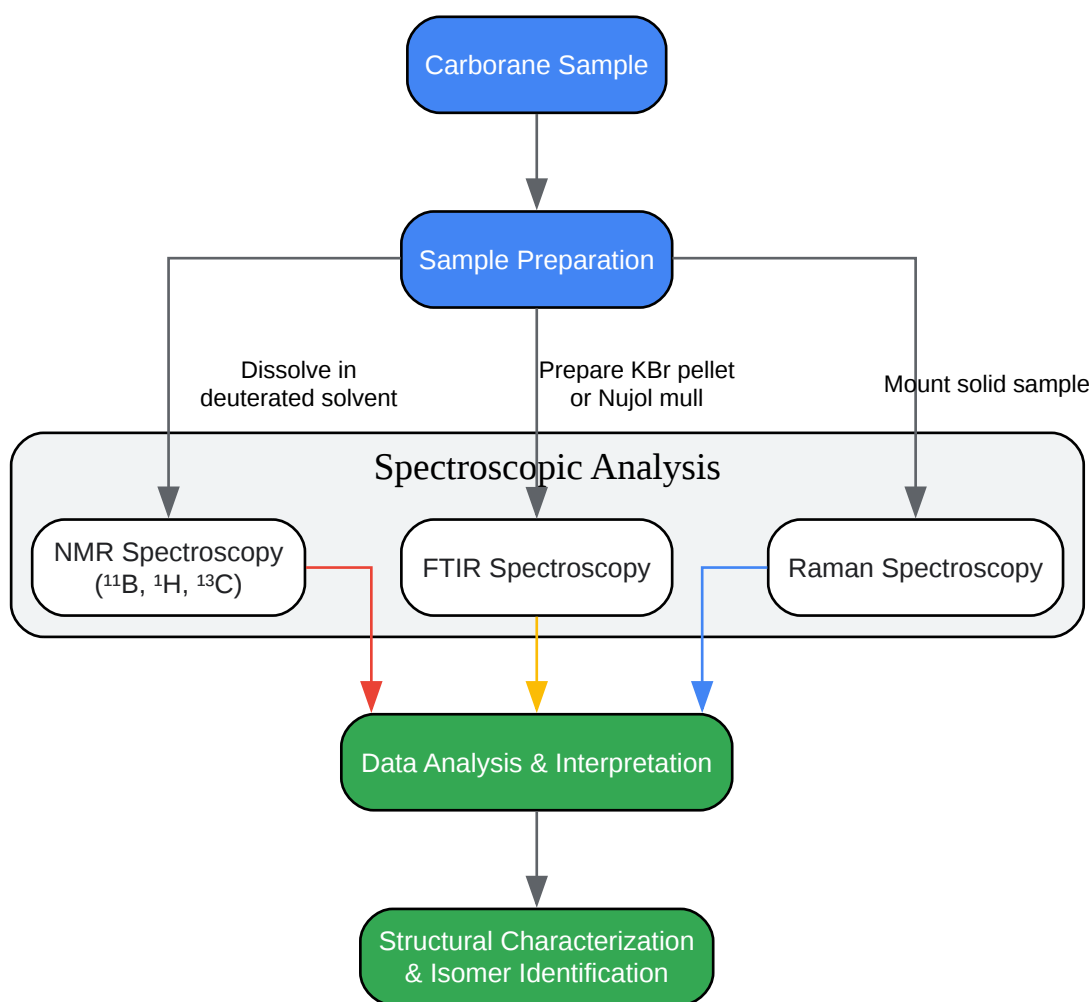 Carborane Sample
Sample Preparation
Dissolve in
deuterated solvent
Prepare KBr pellet
or Nujol mull
Mount solid sample
Spectroscopic Analysis
NMR Spectroscopy
(¹¹B, ¹H, ¹³C)
FTIR Spectroscopy
Raman Spectroscopy
Data Analysis & Interpretation
Structural Characterization
& Isomer Identification